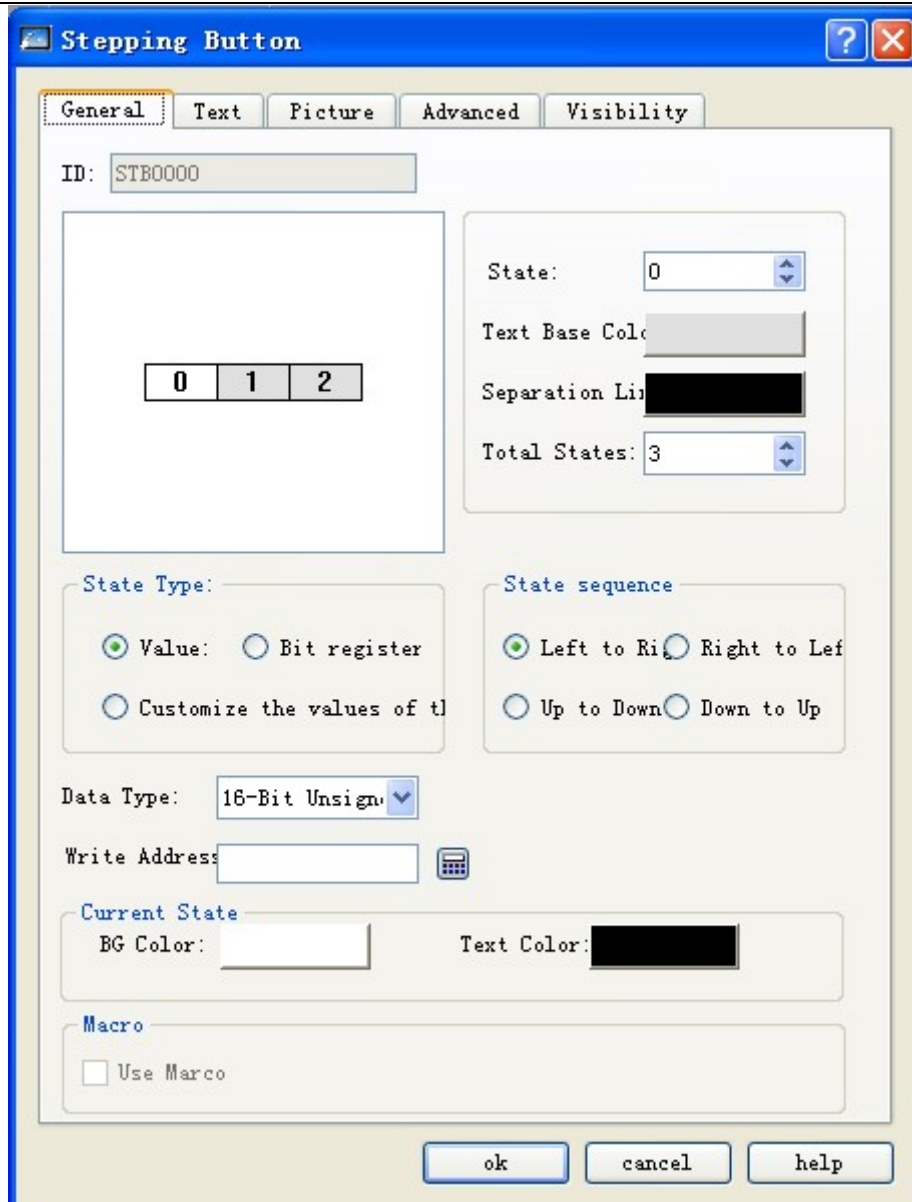 Stepping Button
General Text Picture Advanced Visibility
ID: STB0000
State: 0
Text Base Colo
Separation Li
Total States: 3
0 1 2
State Type:
Value: Bit register
Customize the values of t
State sequence
Left to Ri Right to Lef
Up to Down Down to Up
Data Type: 16-Bit Unsign
Write Address
Current State
BG Color: Text Color:
Macro
Use Marco
ok cancel help